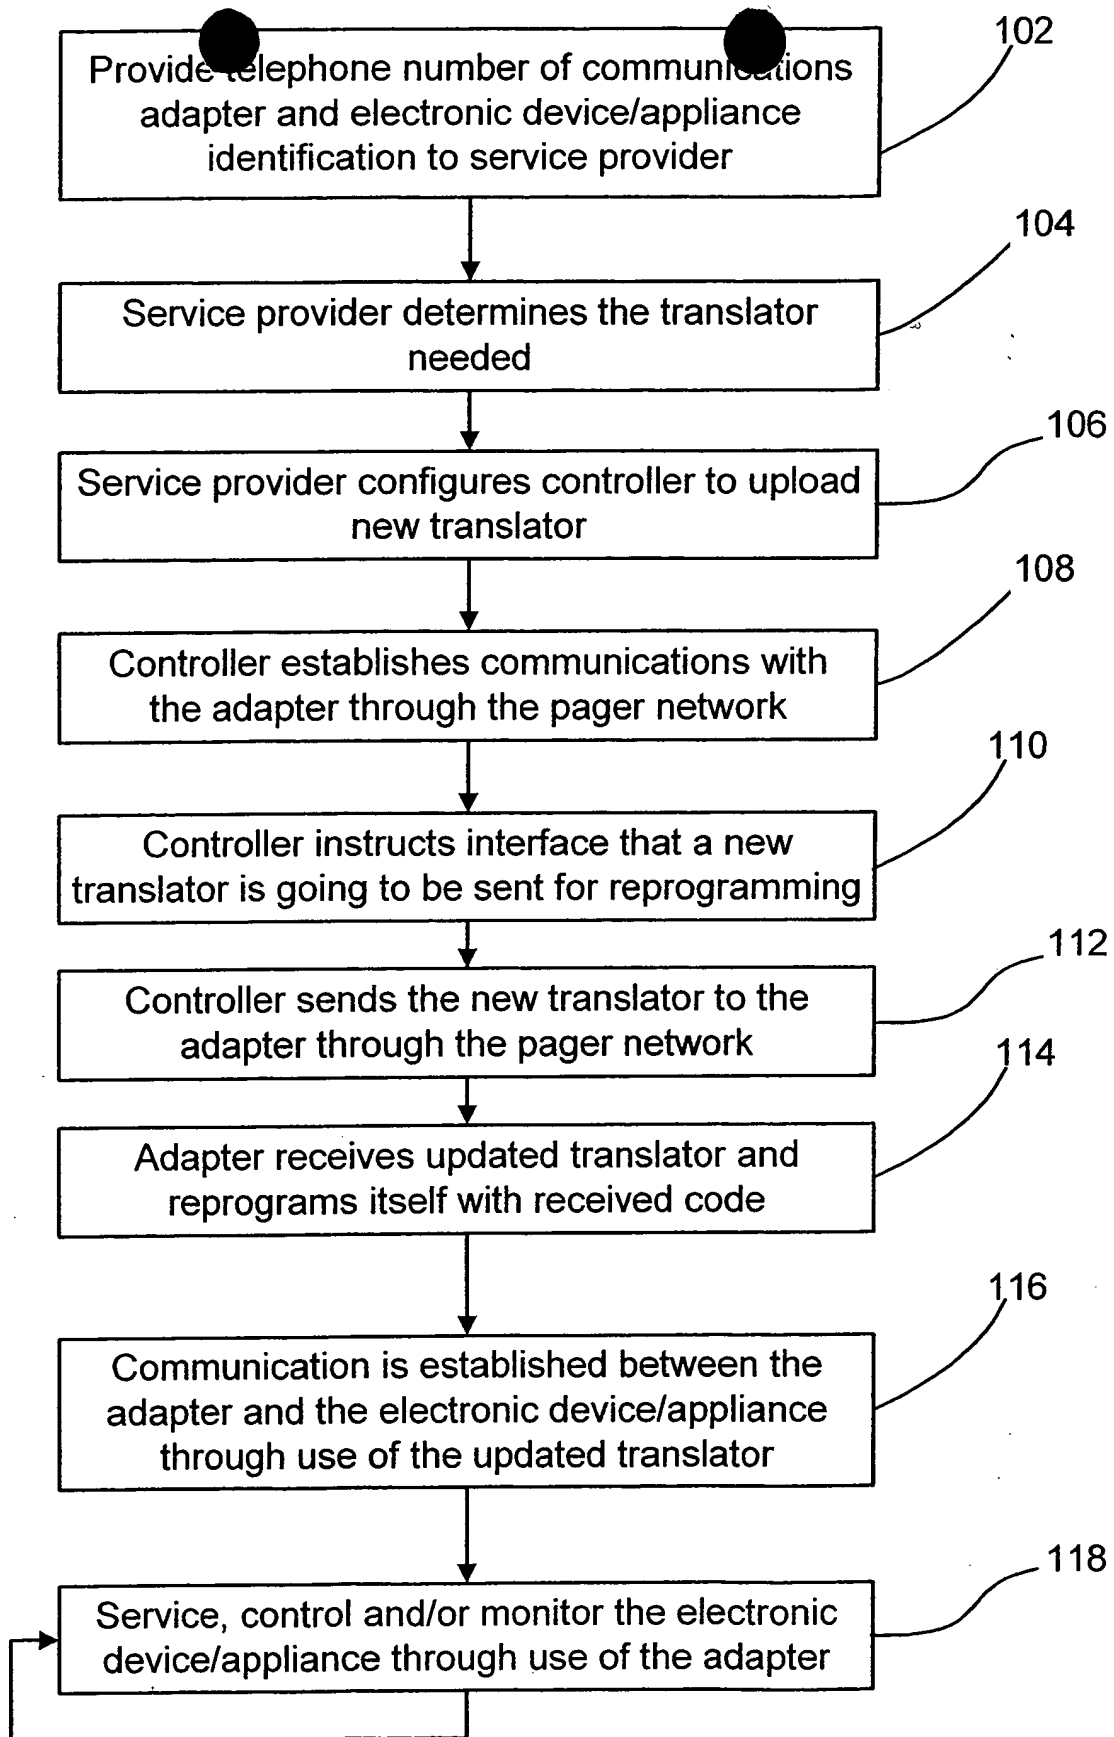 102
Provide telephone number of communications
adapter and electronic device/appliance
identification to service provider
104
Service provider determines the translator
needed
106
Service provider configures controller to upload
new translator
108
Controller establishes communications with
the adapter through the pager network
110
Controller instructs interface that a new
translator is going to be sent for reprogramming
112
Controller sends the new translator to the
adapter through the pager network
114
Adapter receives updated translator and
reprograms itself with received code
116
Communication is established between the
adapter and the electronic device/appliance
through use of the updated translator
118
Service, control and/or monitor the electronic
device/appliance through use of the adapter